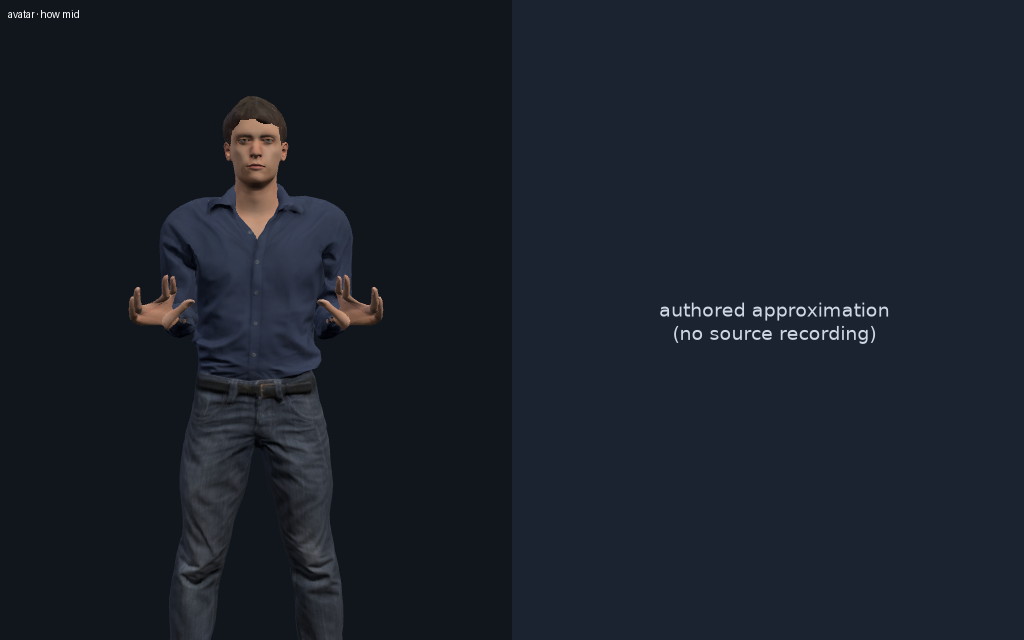 avatar·how mid
authored approximation
(no source recording)